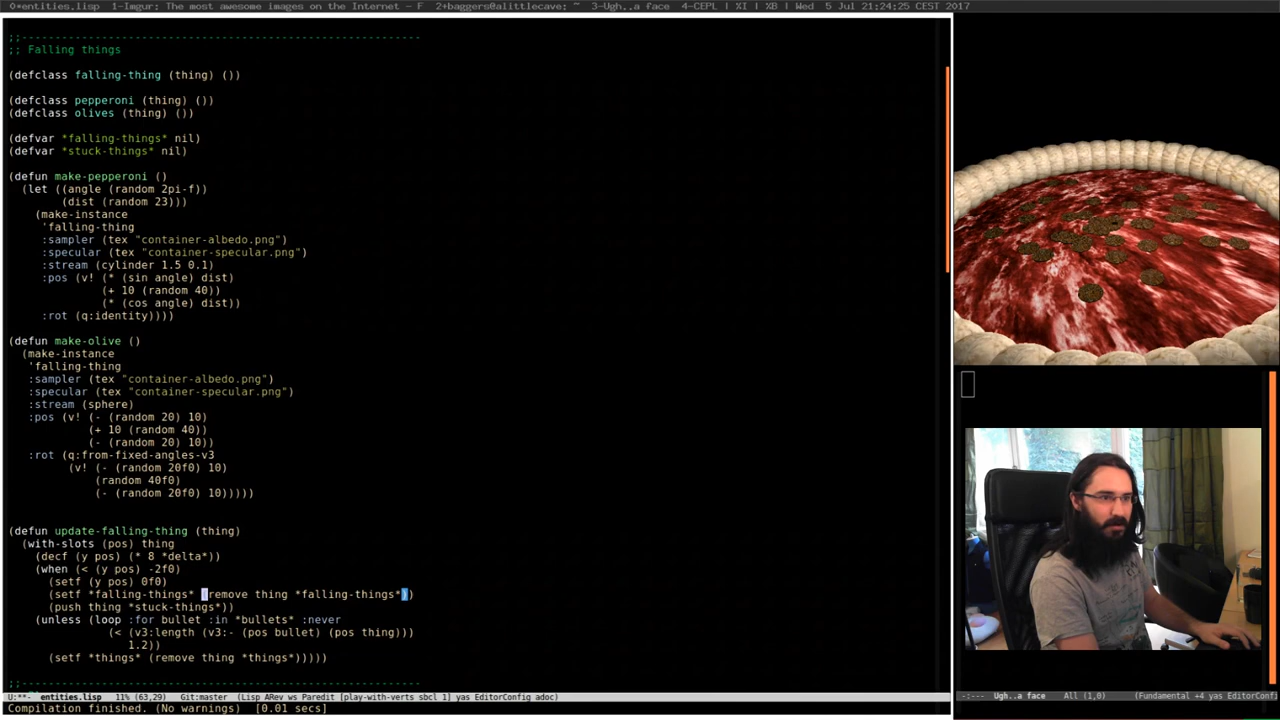 0*entities.lisp 1-Imgur: The most awesome images on the Internet - F 2+baggers@alittlecave: ~ 3-Ugh..a face 4-CEPL | %I | %B | Wed 5 Jul 21:24:25 CEST 2017
;;-----------------------------------------------------------
;; Falling things
(defclass falling-thing (thing) ())
(defclass pepperoni (thing) ())
(defclass olives (thing) ())
(defvar *falling-things* nil)
(defvar *stuck-things* nil)
(defun make-pepperoni ()
(let ((angle (random 2pi-f))
(dist (random 23)))
(make-instance
'falling-thing
:sampler (tex "container-albedo.png")
:specular (tex "container-specular.png")
:stream (cylinder 1.5 0.1)
:pos (v! (* (sin angle) dist)
(+ 10 (random 40))
(* (cos angle) dist))
:rot (q:identity))))
(defun make-olive ()
(make-instance
'falling-thing
:sampler (tex "container-albedo.png")
:specular (tex "container-specular.png")
:stream (sphere)
:pos (v! (- (random 20) 10)
(+ 10 (random 40))
(- (random 20) 10))
:rot (q:from-fixed-angles-v3
(v! (- (random 20f0) 10)
(random 40f0)
(- (random 20f0) 10)))))
(defun update-falling-thing (thing)
(with-slots (pos) thing
(decf (y pos) (* 8 *delta*))
(when (< (y pos) -2f0)
(setf (y pos) 0f0)
(setf *falling-things* (remove thing *falling-things*))
(push thing *stuck-things*))
(unless (loop :for bullet :in *bullets* :never
(< (v3:length (v3:- (pos bullet) (pos thing)))
1.2))
(setf *things* (remove thing *things*)))))
;;-----------------------------------------------------------
U:**- entities.lisp 11% (63,29) Git:master (Lisp ARev ws Paredit [play-with-verts sbcl 1] yas EditorConfig adoc)
-:--- Ugh..a face All (1,0) (Fundamental +4 yas EditorConfi
Compilation finished. (No warnings) [0.01 secs]